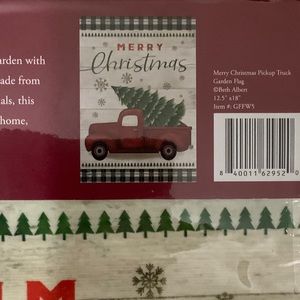 arden with
ade from
als, this
home,
MERRY
Christmas
Merry Christmas Pickup Truck
Garden Flag
©Beth Albert
12.5" x18"
Item #: GFFW5
8 40011 62952 0
M